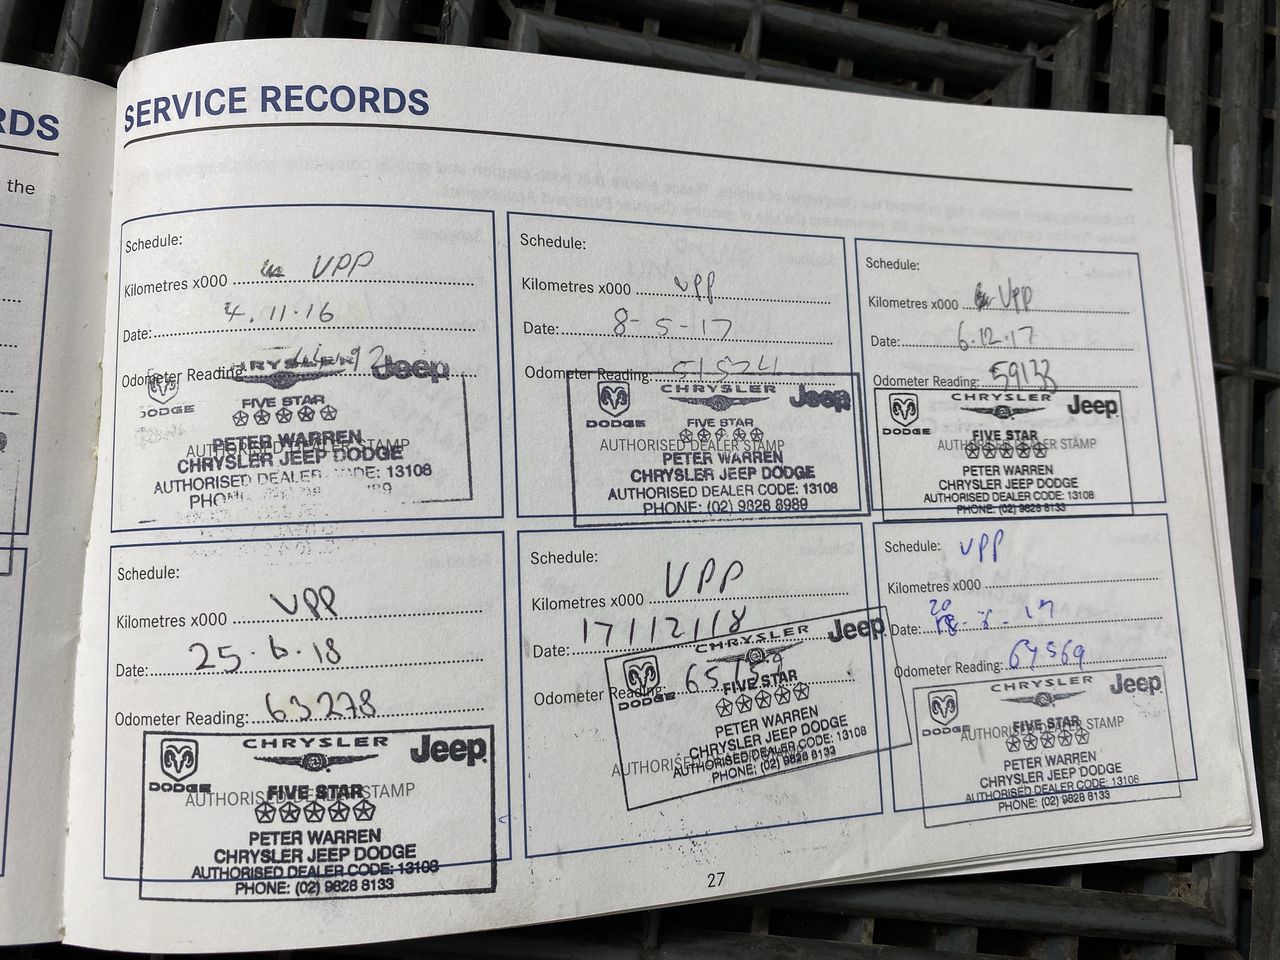 RDS
the
SERVICE RECORDS
Schedule:
Kilometres x000 VPP
Date: 4.11.16
Odometer Reading:
DODGE
CHRYSLER
Jeep
FIVE STAR
AUTHORISED DEALER STAMP
PETER WARREN
CHRYSLER JEEP DODGE
AUTHORISED DEALER CODE: 13108
Schedule:
Kilometres x000 VPP
Date: 8-5-17
Odometer Reading:
DODGE
CHRYSLER
Jeep
FIVE STAR
AUTHORISED DEALER STAMP
PETER WARREN
CHRYSLER JEEP DODGE
AUTHORISED DEALER CODE: 13108
PHONE: (02) 9828 8989
Schedule:
Kilometres x000 VPP
Date: 6.12.17
Odometer Reading: 59133
DODGE
CHRYSLER
Jeep
FIVE STAR
AUTHORISED DEALER STAMP
PETER WARREN
CHRYSLER JEEP DODGE
AUTHORISED DEALER CODE: 13108
PHONE: (02) 9828 8133
Schedule:
Kilometres x000 VPP
Date: 25.6.18
Odometer Reading: 63278
DODGE
CHRYSLER
Jeep
FIVE STAR
AUTHORISED DEALER STAMP
PETER WARREN
CHRYSLER JEEP DODGE
AUTHORISED DEALER CODE: 13108
PHONE: (02) 9828 8133
Schedule:
Kilometres x000 VPP
Date: 17/12/18
Odometer Reading:
DODGE
CHRYSLER
Jeep
FIVE STAR
PETER WARREN
CHRYSLER JEEP DODGE
AUTHORISED DEALER CODE: 13108
PHONE: (02) 9828 8133
Schedule: VPP
Kilometres x000
Date:
Odometer Reading: 67569
DODGE
CHRYSLER
Jeep
FIVE STAR
AUTHORISED DEALER STAMP
PETER WARREN
CHRYSLER JEEP DODGE
AUTHORISED DEALER CODE: 13108
PHONE: (02) 9828 8133
27